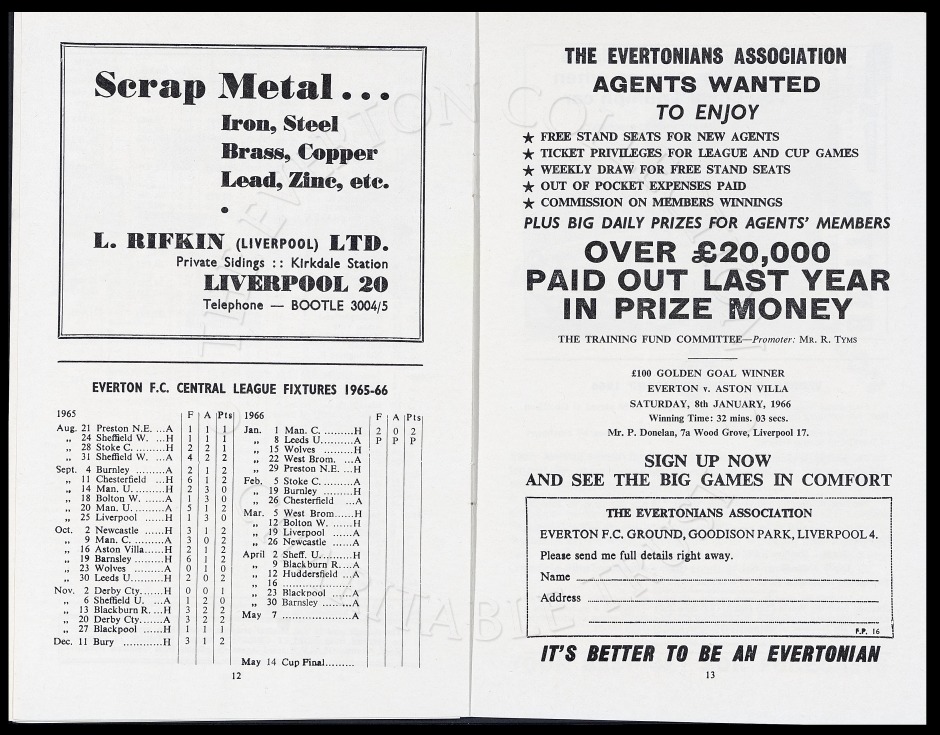 Scrap Metal...
Iron, Steel
Brass, Copper
Lead, Zinc, etc.
L. RIFKIN (LIVERPOOL) LTD.
Private Sidings :: Kirkdale Station
LIVERPOOL 20
Telephone — BOOTLE 3004/5
EVERTON F.C. CENTRAL LEAGUE FIXTURES 1965-66
1965 F A Pts
Aug. 21 Preston N.E. ...A 1 1 1
„ 24 Sheffield W. ...H 1 1 1
„ 28 Stoke C. .........H 2 2 1
„ 31 Sheffield W. ...A 4 2 2
Sept. 4 Burnley .........A 2 1 2
„ 11 Chesterfield ...H 6 1 2
„ 14 Man. U..........H 2 3 0
„ 18 Bolton W. ......A 1 3 0
„ 20 Man. U..........A 5 1 2
„ 25 Liverpool ......H 1 3 0
Oct. 2 Newcastle ......H 3 1 2
„ 9 Man. C. .........A 3 0 2
„ 16 Aston Villa......H 2 1 2
„ 19 Barnsley .........H 6 1 2
„ 23 Wolves .........A 0 1 0
„ 30 Leeds U..........H 2 0 2
Nov. 2 Derby Cty.......H 0 0 1
„ 6 Sheffield U. ...A 1 2 0
„ 13 Blackburn R. ...H 3 2 2
„ 20 Derby Cty.......A 3 2 2
„ 27 Blackpool ......H 1 1 1
Dec. 11 Bury ............H 3 1 2
1966 F A Pts
Jan. 1 Man. C. .........H 2 0 2
„ 8 Leeds U..........A P P P
„ 15 Wolves .........H
„ 22 West Brom. ...A
„ 29 Preston N.E. ...H
Feb. 5 Stoke C. .........A
„ 19 Burnley .........H
„ 26 Chesterfield ...A
Mar. 5 West Brom......H
„ 12 Bolton W. ......H
„ 19 Liverpool ......A
„ 26 Newcastle ......A
April 2 Sheff. U..........H
„ 9 Blackburn R....A
„ 12 Huddersfield ...A
„ 16 ..................
„ 23 Blackpool ......A
„ 30 Barnsley .........A
May 7 ..................A
May 14 Cup Final.........
12
THE EVERTONIANS ASSOCIATION
AGENTS WANTED
TO ENJOY
★ FREE STAND SEATS FOR NEW AGENTS
★ TICKET PRIVILEGES FOR LEAGUE AND CUP GAMES
★ WEEKLY DRAW FOR FREE STAND SEATS
★ OUT OF POCKET EXPENSES PAID
★ COMMISSION ON MEMBERS WINNINGS
PLUS BIG DAILY PRIZES FOR AGENTS' MEMBERS
OVER £20,000
PAID OUT LAST YEAR
IN PRIZE MONEY
THE TRAINING FUND COMMITTEE—Promoter: MR. R. TYMS
£100 GOLDEN GOAL WINNER
EVERTON v. ASTON VILLA
SATURDAY, 8th JANUARY, 1966
Winning Time: 32 mins. 03 secs.
Mr. P. Donelan, 7a Wood Grove, Liverpool 17.
SIGN UP NOW
AND SEE THE BIG GAMES IN COMFORT
THE EVERTONIANS ASSOCIATION
EVERTON F.C. GROUND, GOODISON PARK, LIVERPOOL 4.
Please send me full details right away.
Name
Address
F.P. 16
IT'S BETTER TO BE AN EVERTONIAN
13